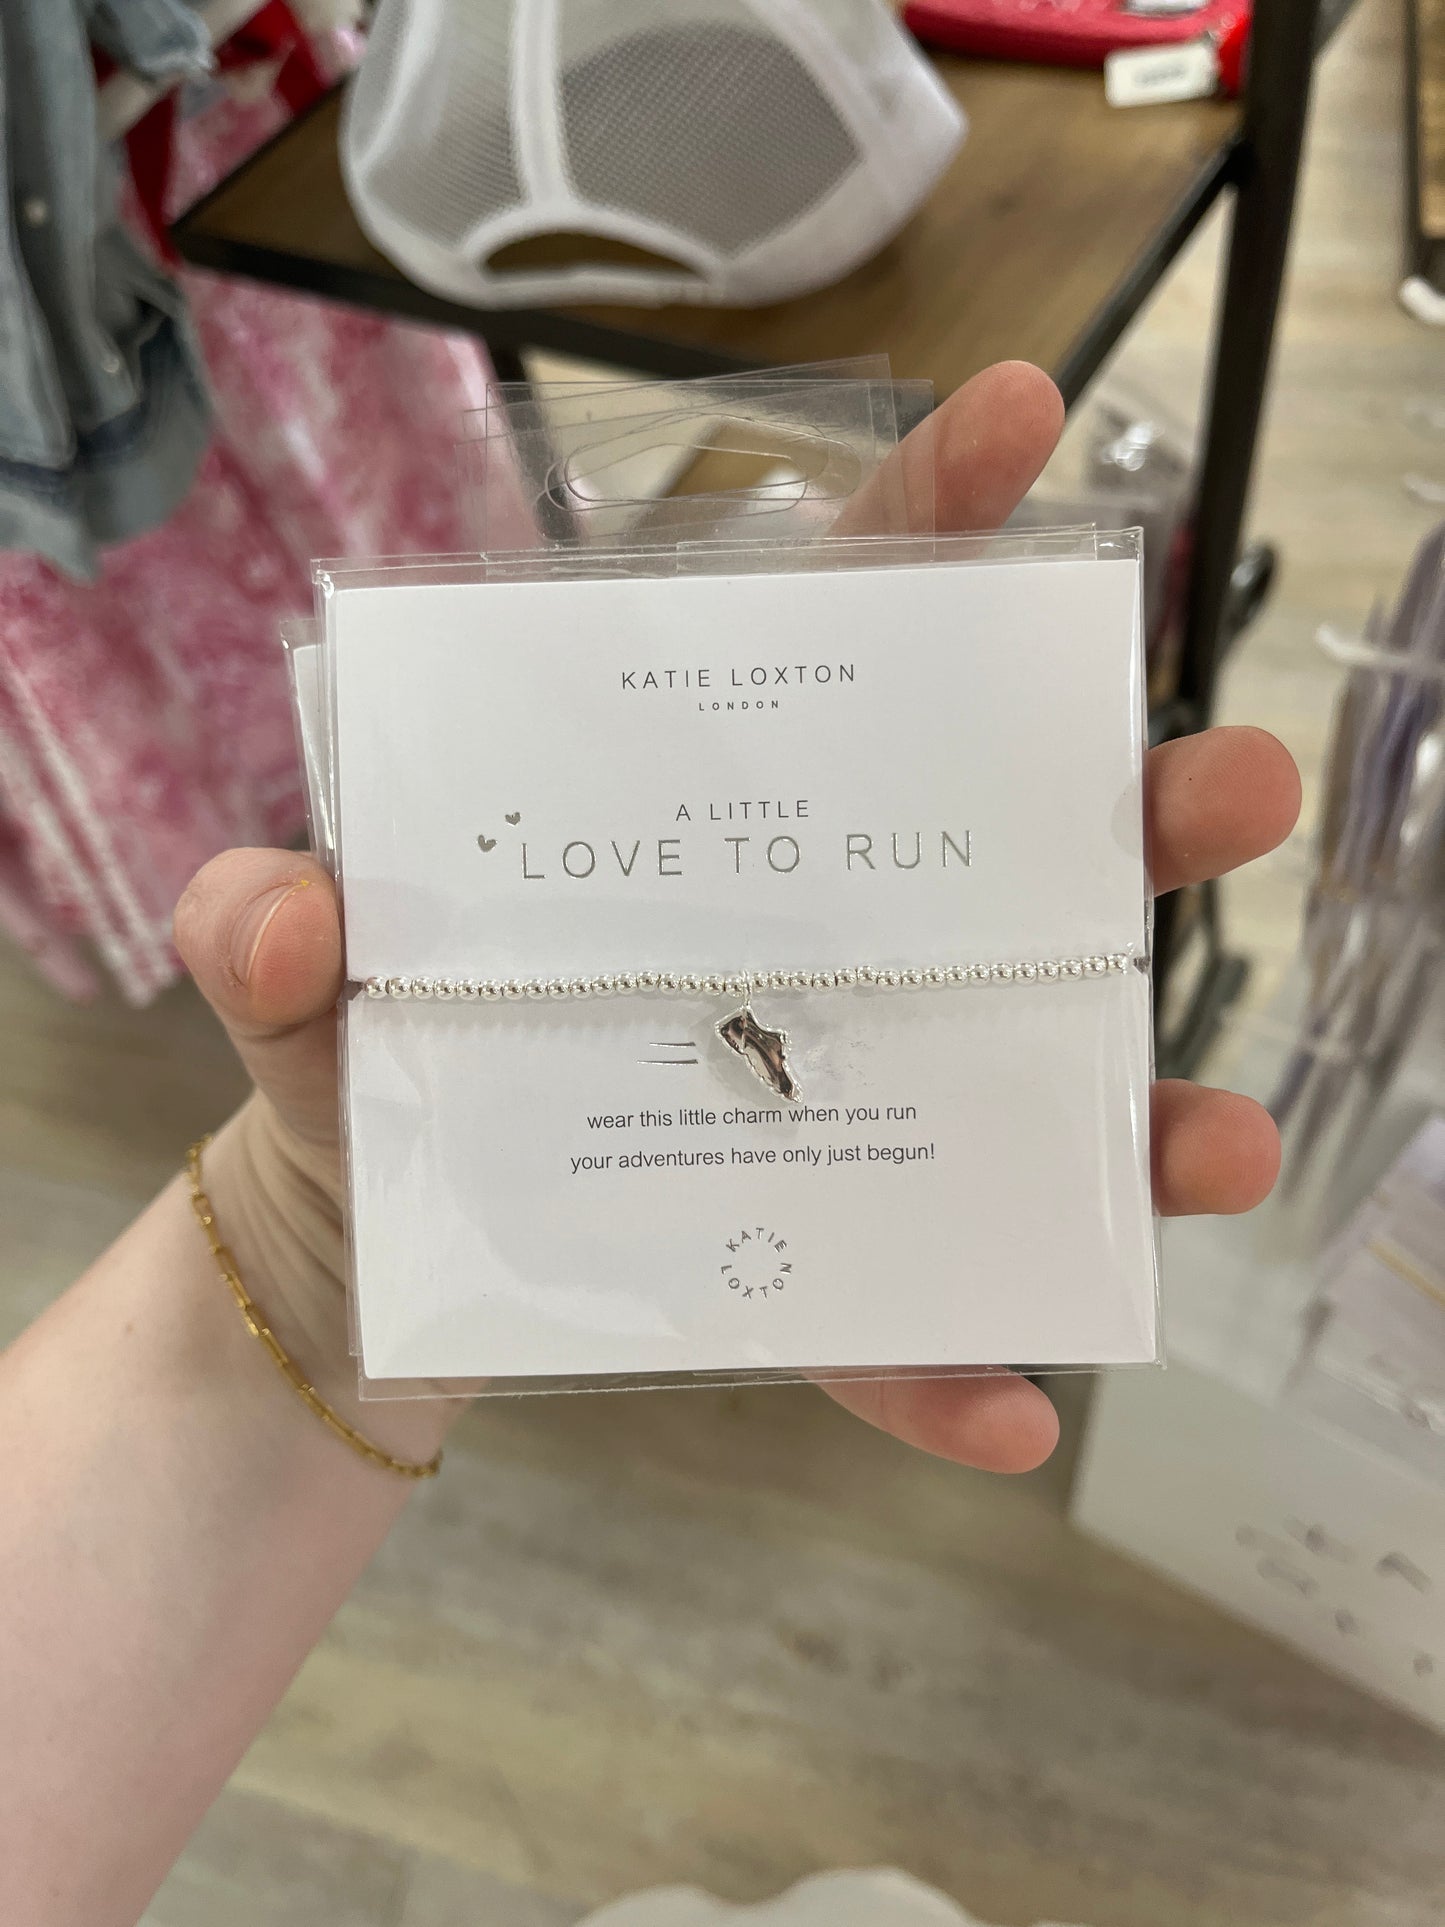 KATIE LOXTON
LONDON
A LITTLE
LOVE TO RUN
wear this little charm when you run
your adventures have only just begun!
KATIE
LOXTON